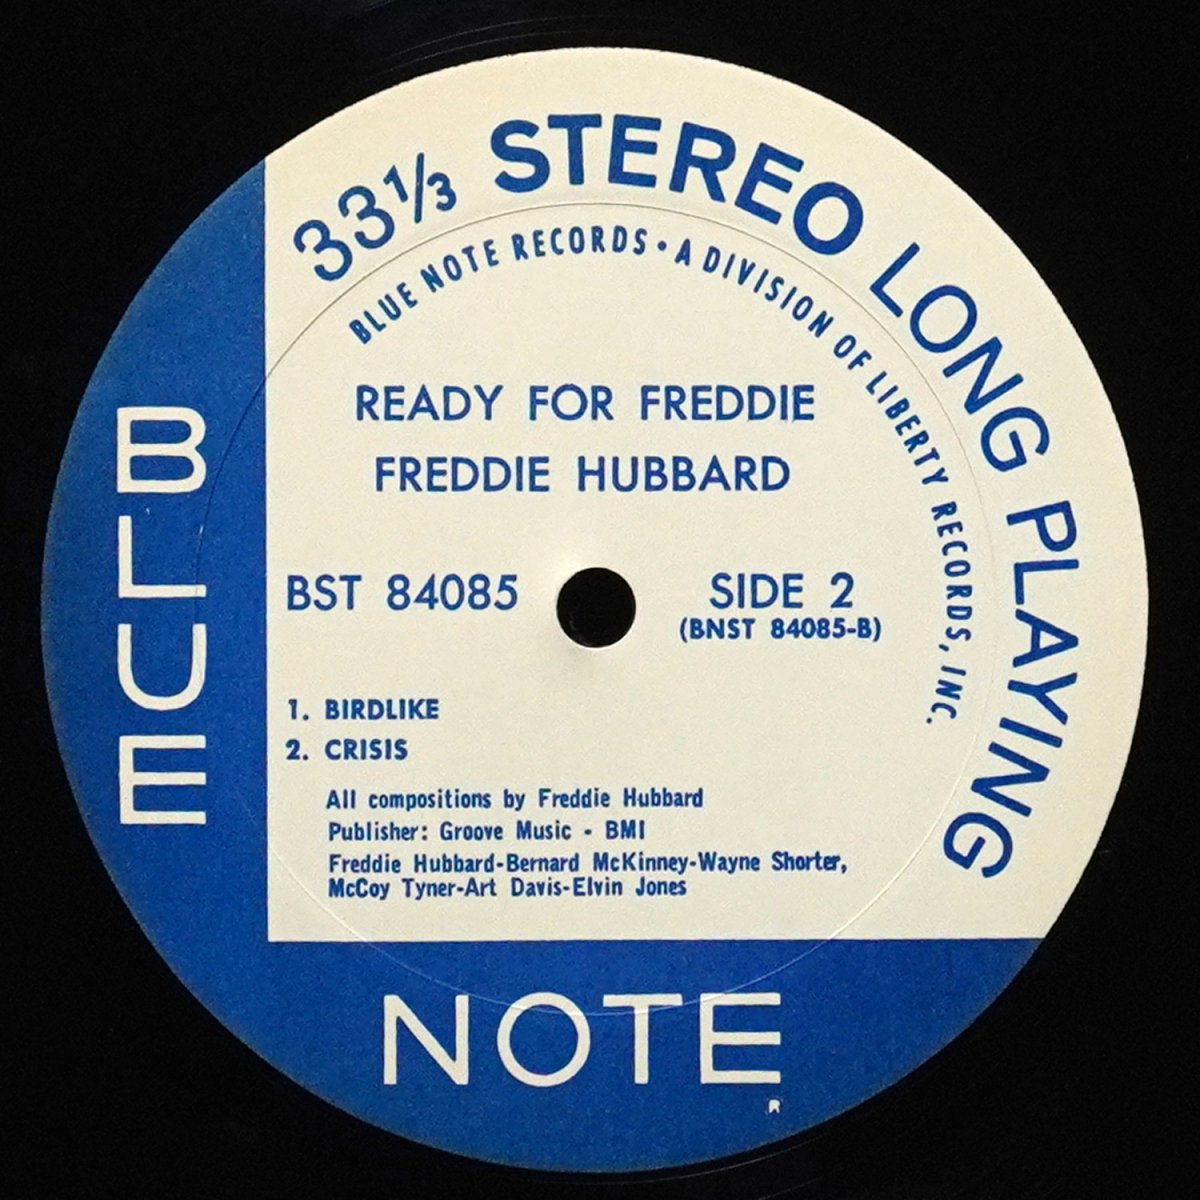 33⅓ STEREO LONG PLAYING
BLUE NOTE RECORDS • A DIVISION OF LIBERTY RECORDS, INC.
READY FOR FREDDIE
FREDDIE HUBBARD
BST 84085
SIDE 2
(BNST 84085-B)
1. BIRDLIKE
2. CRISIS
All compositions by Freddie Hubbard
Publisher: Groove Music - BMI
Freddie Hubbard-Bernard McKinney-Wayne Shorter,
McCoy Tyner-Art Davis-Elvin Jones
BLUE
NOTE
R